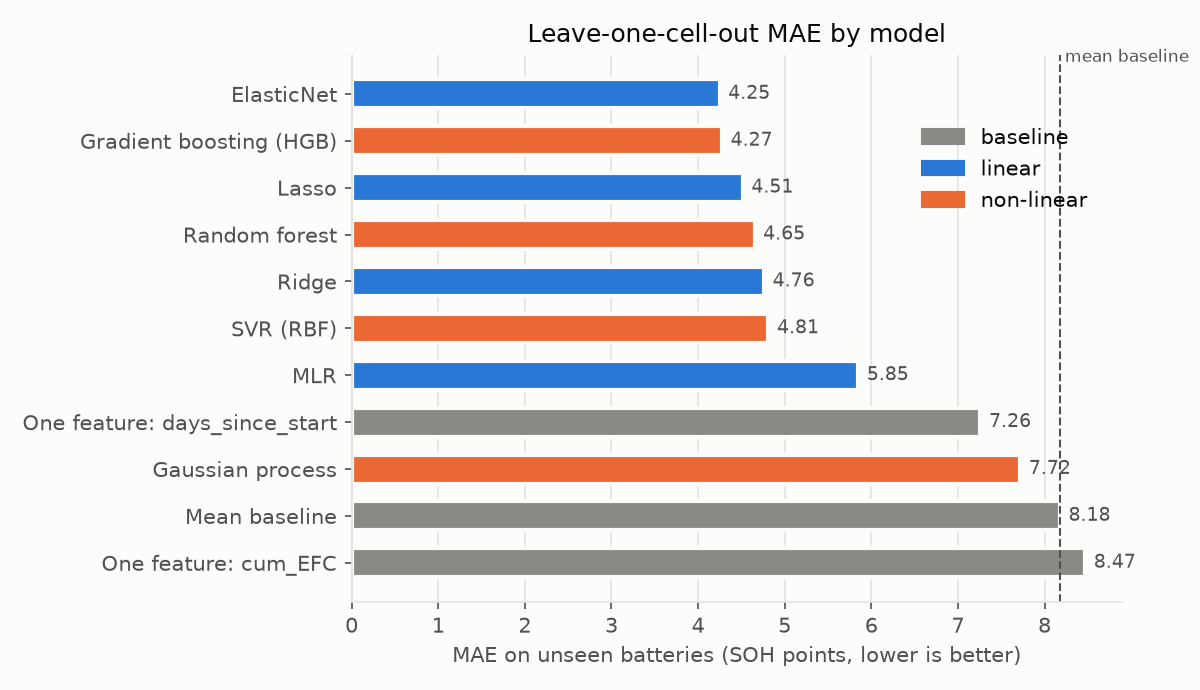 Leave-one-cell-out MAE by model
mean baseline
ElasticNet 4.25
Gradient boosting (HGB) 4.27
baseline
linear
non-linear
Lasso 4.51
Random forest 4.65
Ridge 4.76
SVR (RBF) 4.81
MLR 5.85
One feature: days_since_start 7.26
Gaussian process 7.72
Mean baseline 8.18
One feature: cum_EFC 8.47
0 1 2 3 4 5 6 7 8
MAE on unseen batteries (SOH points, lower is better)